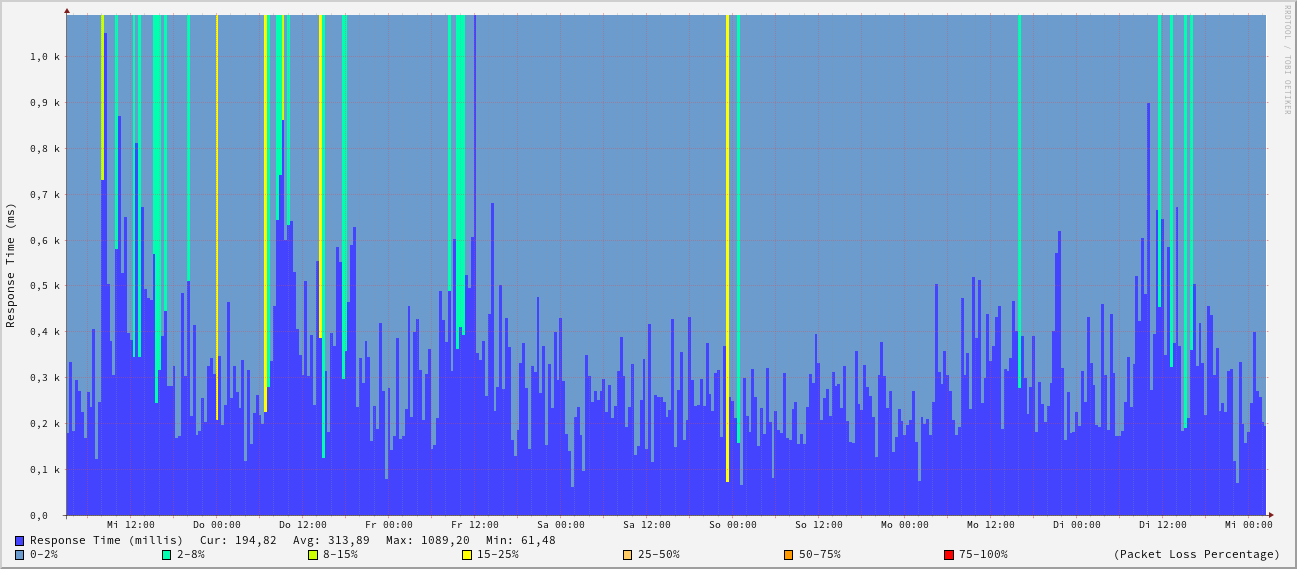 RRDTOOL / TOBI OETIKER
Response Time (ms)
1,0 k
0,9 k
0,8 k
0,7 k
0,6 k
0,5 k
0,4 k
0,3 k
0,2 k
0,1 k
0,0
Mi 12:00 Do 00:00 Do 12:00 Fr 00:00 Fr 12:00 Sa 00:00 Sa 12:00 So 00:00 So 12:00 Mo 00:00 Mo 12:00 Di 00:00 Di 12:00 Mi 00:00
Response Time (millis) Cur: 194,82 Avg: 313,89 Max: 1089,20 Min: 61,48
0-2% 2-8% 8-15% 15-25% 25-50% 50-75% 75-100% (Packet Loss Percentage)